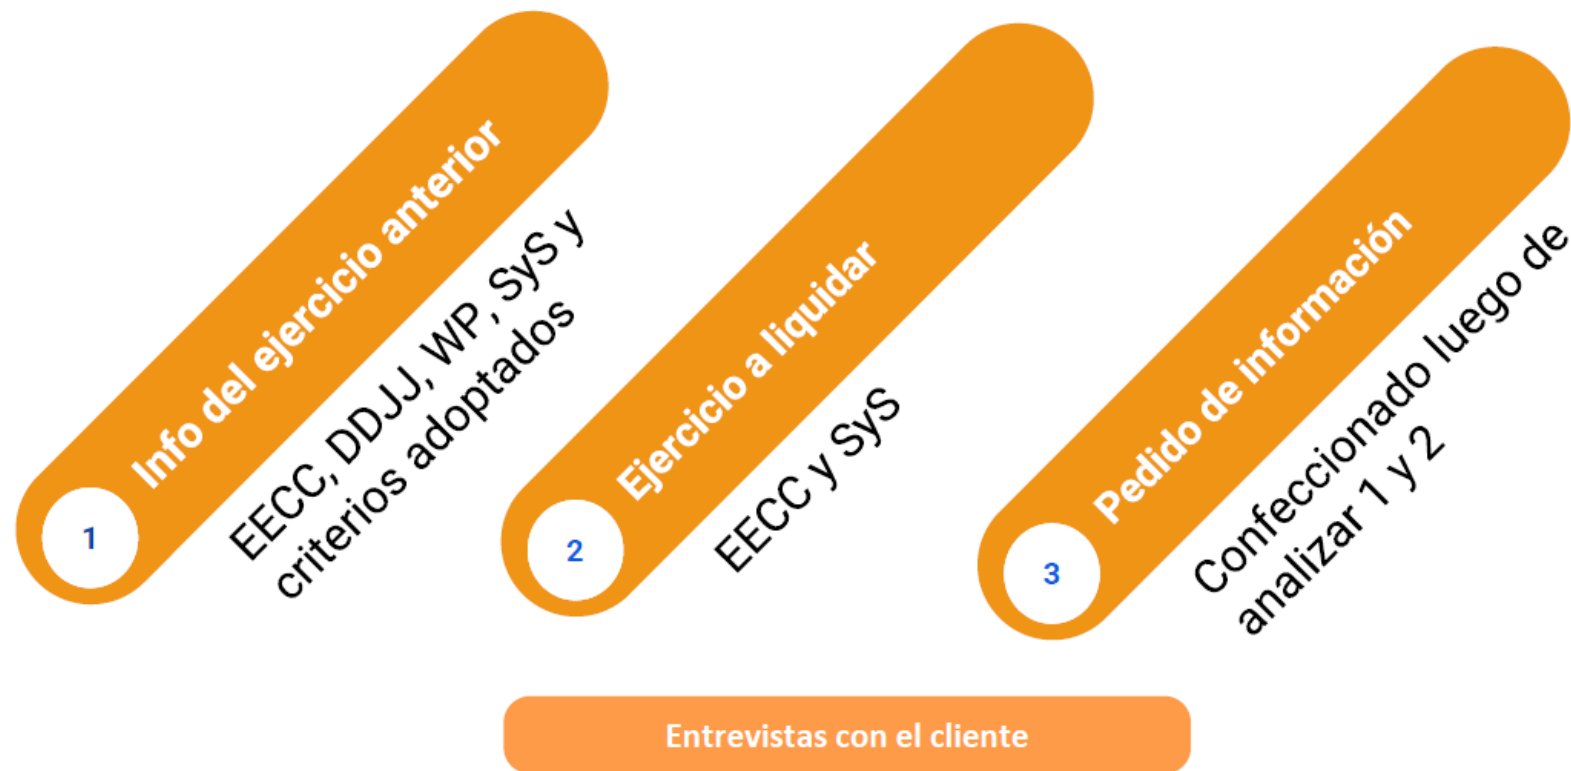 1
Info del ejercicio anterior
EECC, DDJJ, WP, SyS y
criterios adoptados
2
Ejercicio a liquidar
EECC y SyS
3
Pedido de información
Confeccionado luego de
analizar 1 y 2
Entrevistas con el cliente